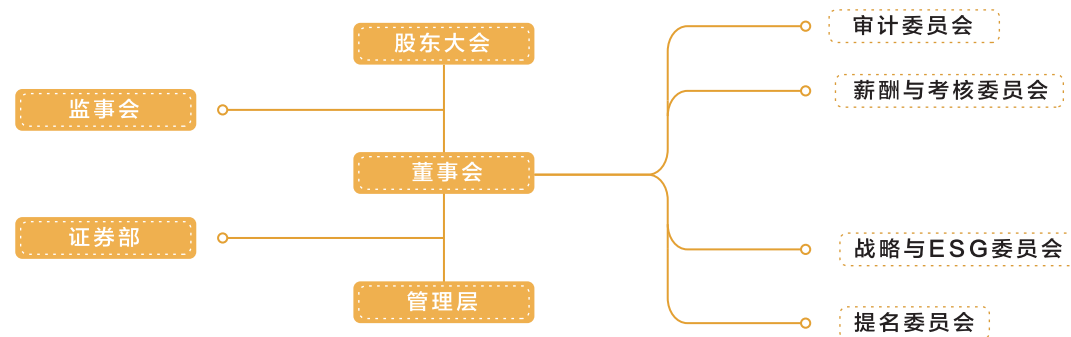 股东大会
审计委员会
监事会
薪酬与考核委员会
董事会
证券部
战略与ESG委员会
管理层
提名委员会